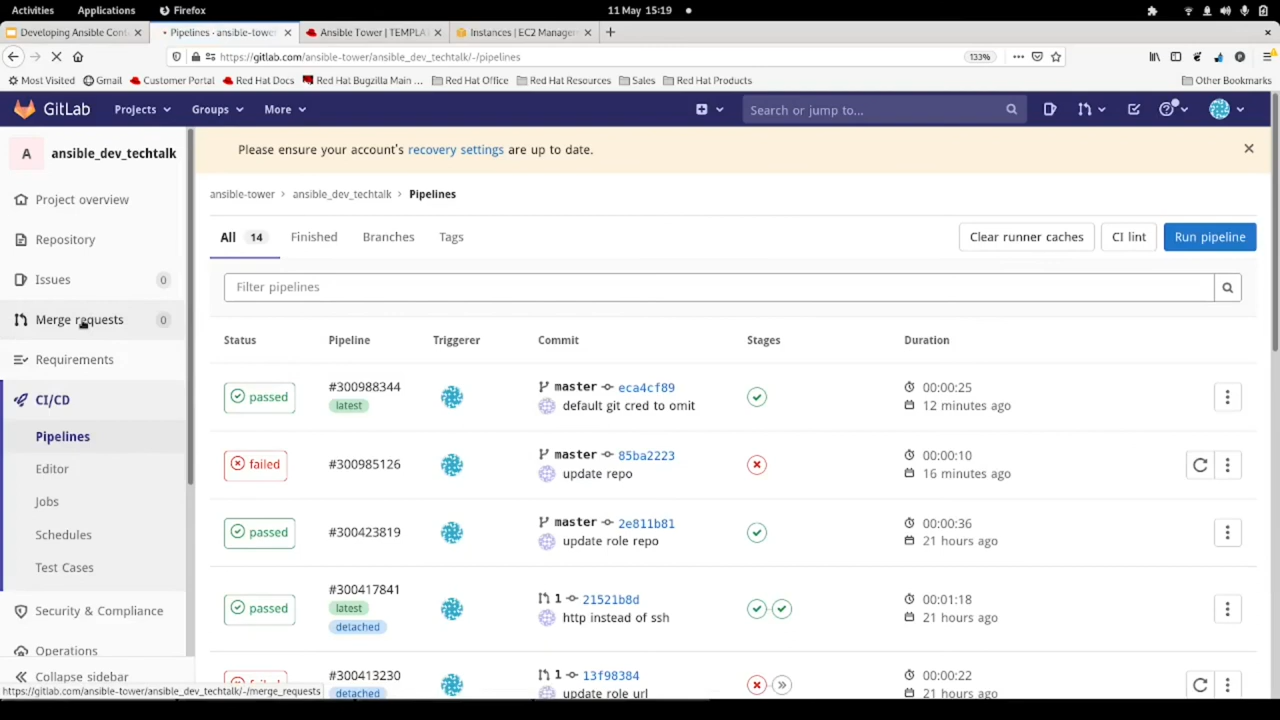 Activities Applications Firefox 11 May 15:19
Developing Ansible Cont Pipelines · ansible-tower Ansible Tower | TEMPLA Instances | EC2 Manage
https://gitlab.com/ansible-tower/ansible_dev_techtalk/-/pipelines 133%
Most Visited Gmail Customer Portal Red Hat Docs Red Hat Bugzilla Main ... Red Hat Office Red Hat Resources Sales Red Hat Products Other Bookmarks
GitLab Projects Groups More Search or jump to...
A ansible_dev_techtalk
Please ensure your account's recovery settings are up to date.
Project overview
Repository
Issues 0
Merge requests 0
Requirements
CI/CD
Pipelines
Editor
Jobs
Schedules
Test Cases
Security & Compliance
Operations
Collapse sidebar
https://gitlab.com/ansible-tower/ansible_dev_techtalk/-/merge_requests
ansible-tower > ansible_dev_techtalk > Pipelines
All 14 Finished Branches Tags Clear runner caches CI lint Run pipeline
Filter pipelines
Status Pipeline Triggerer Commit Stages Duration
passed #300988344 master eca4cf89 00:00:25
latest default git cred to omit 12 minutes ago
failed #300985126 master 85ba2223 00:00:10
update repo 16 minutes ago
passed #300423819 master 2e811b81 00:00:36
update role repo 21 hours ago
passed #300417841 1 21521b8d 00:01:18
latest http instead of ssh 21 hours ago
detached
failed #300413230 1 13f98384 00:00:22
detached update role url 21 hours ago